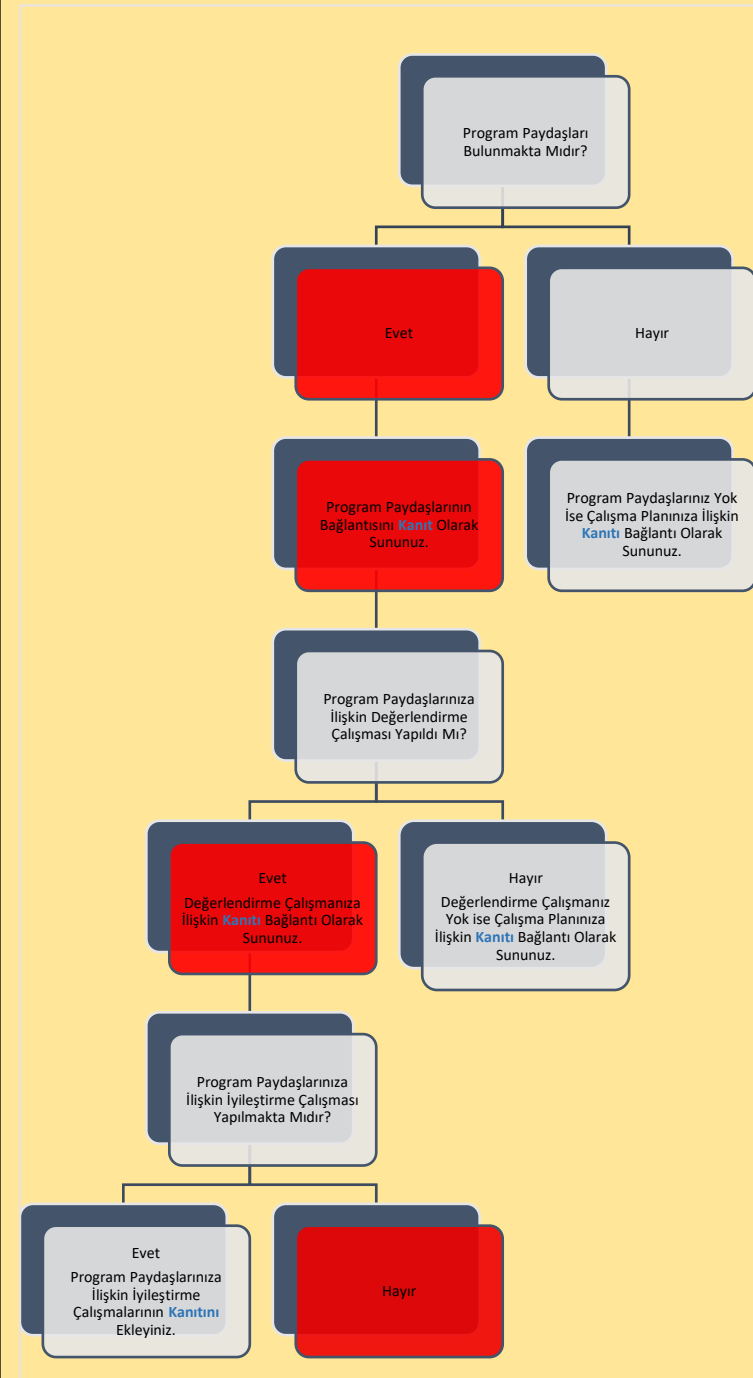 Program Paydaşları
Bulunmakta Mıdır?
Evet
Hayır
Program Paydaşlarının
Bağlantısını Kanıt Olarak
Sununuz.
Program Paydaşlarınız Yok
İse Çalışma Planınıza İlişkin
Kanıtı Bağlantı Olarak
Sununuz.
Program Paydaşlarınıza
İlişkin Değerlendirme
Çalışması Yapıldı Mı?
Evet
Değerlendirme Çalışmanıza
İlişkin Kanıtı Bağlantı Olarak
Sununuz.
Hayır
Değerlendirme Çalışmanız
Yok ise Çalışma Planınıza
İlişkin Kanıtı Bağlantı Olarak
Sununuz.
Program Paydaşlarınıza
İlişkin İyileştirme Çalışması
Yapılmakta Mıdır?
Evet
Program Paydaşlarınıza
İlişkin İyileştirme
Çalışmalarının Kanıtını
Ekleyiniz.
Hayır